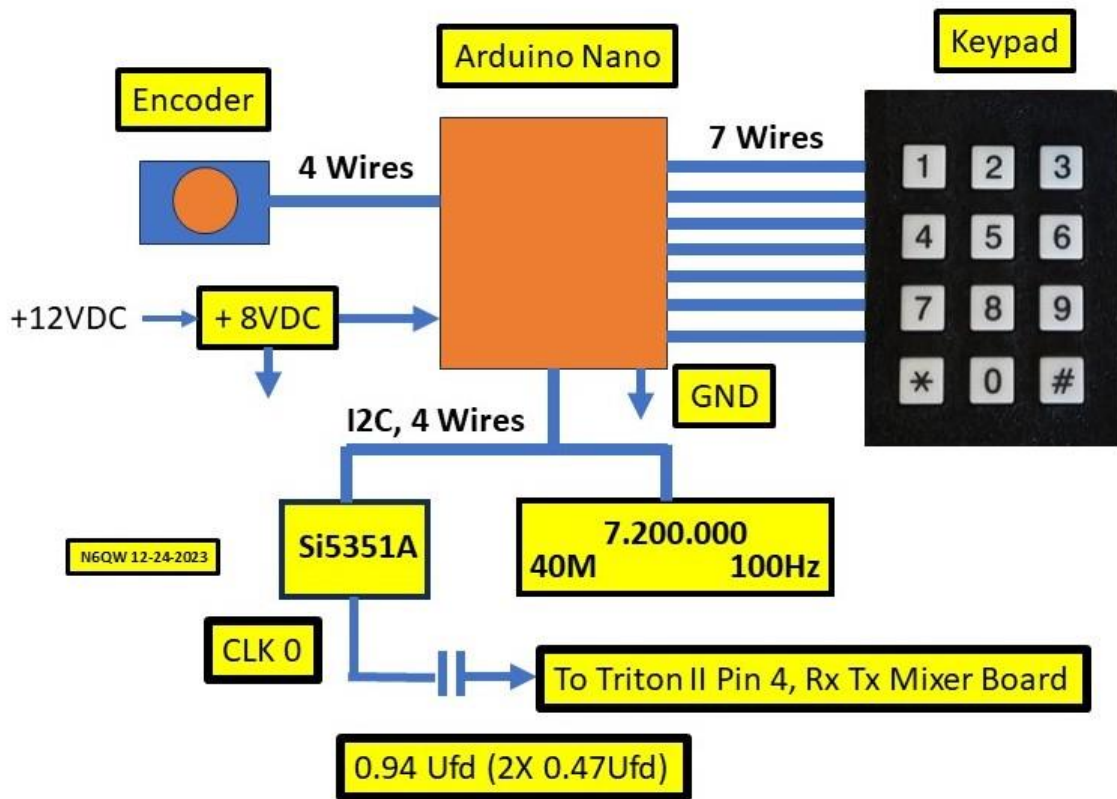 Arduino Nano
Keypad
Encoder
4 Wires
7 Wires
1 2 3
4 5 6
7 8 9
* 0 #
+12VDC
+ 8VDC
GND
I2C, 4 Wires
Si5351A
7.200.000
40M 100Hz
N6QW 12-24-2023
CLK 0
To Triton II Pin 4, Rx Tx Mixer Board
0.94 Ufd (2X 0.47Ufd)